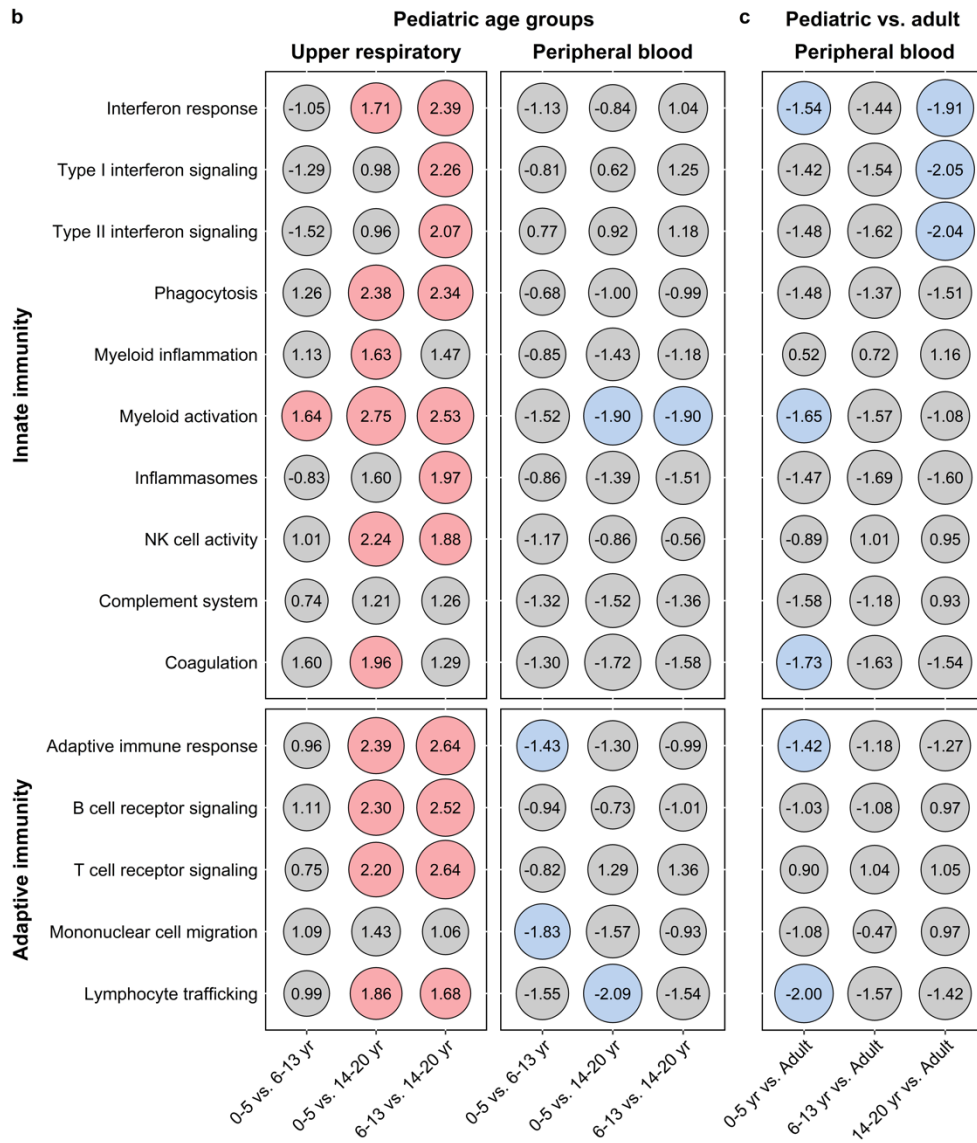 b
Pediatric age groups
c
Pediatric vs. adult
Upper respiratory
Peripheral blood
Peripheral blood
Innate immunity
Interferon response -1.05 1.71 2.39 -1.13 -0.84 1.04 -1.54 -1.44 -1.91
Type I interferon signaling -1.29 0.98 2.26 -0.81 0.62 1.25 -1.42 -1.54 -2.05
Type II interferon signaling -1.52 0.96 2.07 0.77 0.92 1.18 -1.48 -1.62 -2.04
Phagocytosis 1.26 2.38 2.34 -0.68 -1.00 -0.99 -1.48 -1.37 -1.51
Myeloid inflammation 1.13 1.63 1.47 -0.85 -1.43 -1.18 0.52 0.72 1.16
Myeloid activation 1.64 2.75 2.53 -1.52 -1.90 -1.90 -1.65 -1.57 -1.08
Inflammasomes -0.83 1.60 1.97 -0.86 -1.39 -1.51 -1.47 -1.69 -1.60
NK cell activity 1.01 2.24 1.88 -1.17 -0.86 -0.56 -0.89 1.01 0.95
Complement system 0.74 1.21 1.26 -1.32 -1.52 -1.36 -1.58 -1.18 0.93
Coagulation 1.60 1.96 1.29 -1.30 -1.72 -1.58 -1.73 -1.63 -1.54
Adaptive immunity
Adaptive immune response 0.96 2.39 2.64 -1.43 -1.30 -0.99 -1.42 -1.18 -1.27
B cell receptor signaling 1.11 2.30 2.52 -0.94 -0.73 -1.01 -1.03 -1.08 0.97
T cell receptor signaling 0.75 2.20 2.64 -0.82 1.29 1.36 0.90 1.04 1.05
Mononuclear cell migration 1.09 1.43 1.06 -1.83 -1.57 -0.93 -1.08 -0.47 0.97
Lymphocyte trafficking 0.99 1.86 1.68 -1.55 -2.09 -1.54 -2.00 -1.57 -1.42
0-5 vs. 6-13 yr
0-5 vs. 14-20 yr
6-13 vs. 14-20 yr
0-5 vs. 6-13 yr
0-5 vs. 14-20 yr
6-13 vs. 14-20 yr
0-5 yr vs. Adult
6-13 yr vs. Adult
14-20 yr vs. Adult